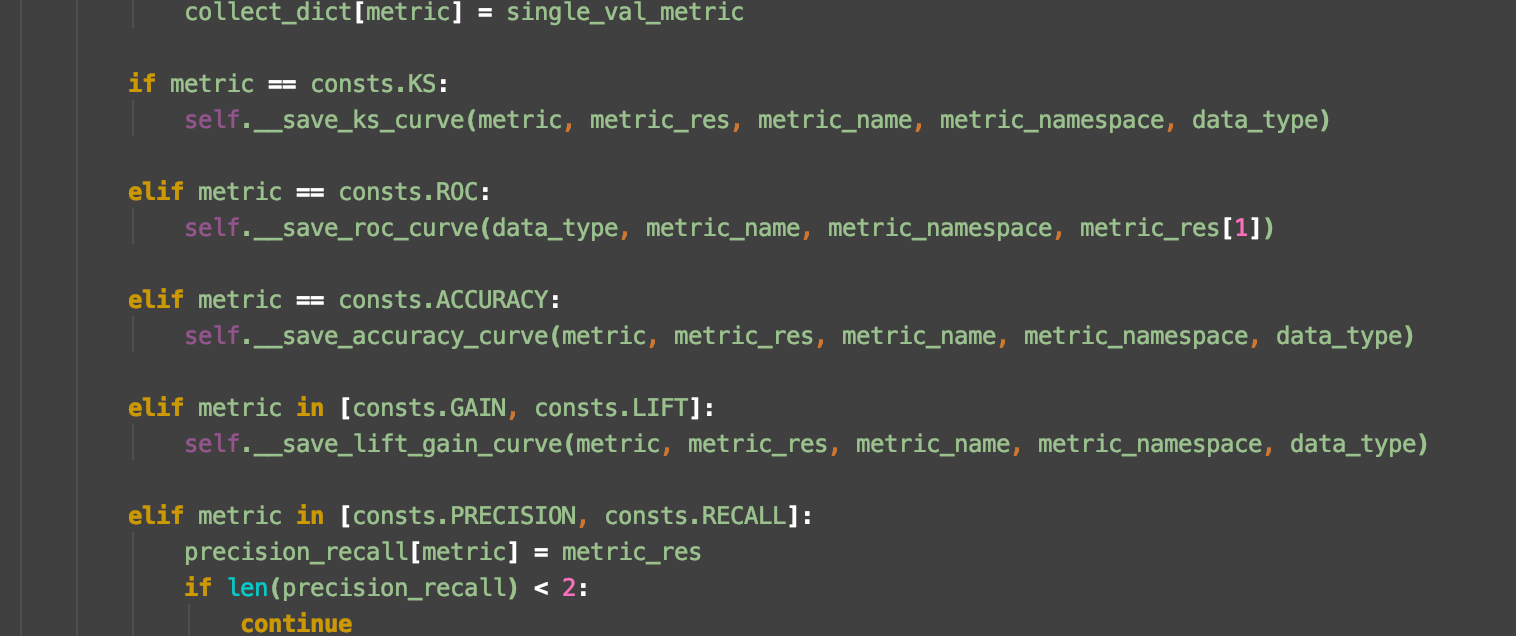 collect_dict[metric] = single_val_metric
if metric == consts.KS:
self.__save_ks_curve(metric, metric_res, metric_name, metric_namespace, data_type)
elif metric == consts.ROC:
self.__save_roc_curve(data_type, metric_name, metric_namespace, metric_res[1])
elif metric == consts.ACCURACY:
self.__save_accuracy_curve(metric, metric_res, metric_name, metric_namespace, data_type)
elif metric in [consts.GAIN, consts.LIFT]:
self.__save_lift_gain_curve(metric, metric_res, metric_name, metric_namespace, data_type)
elif metric in [consts.PRECISION, consts.RECALL]:
precision_recall[metric] = metric_res
if len(precision_recall) < 2:
continue